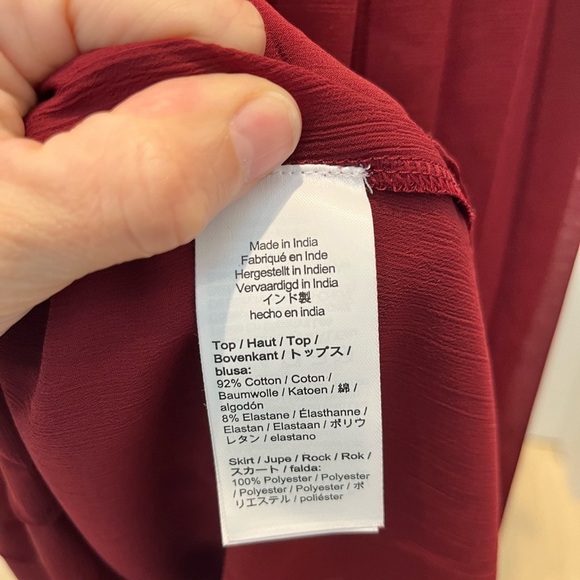 Made in India
Fabriqué en Inde
Hergestellt in Indien
Vervaardigd in India
インド製
hecho en india
Top / Haut / Top /
Bovenkant / トップス /
blusa:
92% Cotton / Coton /
Baumwolle / Katoen / 綿 /
algodón
8% Elastane / Élasthanne /
Elastan / Elastaan / ポリウ
レタン / elastano
Skirt / Jupe / Rock / Rok /
スカート / falda:
100% Polyester / Polyester
/ Polyester / Polyester / ポ
リエステル / poliéster